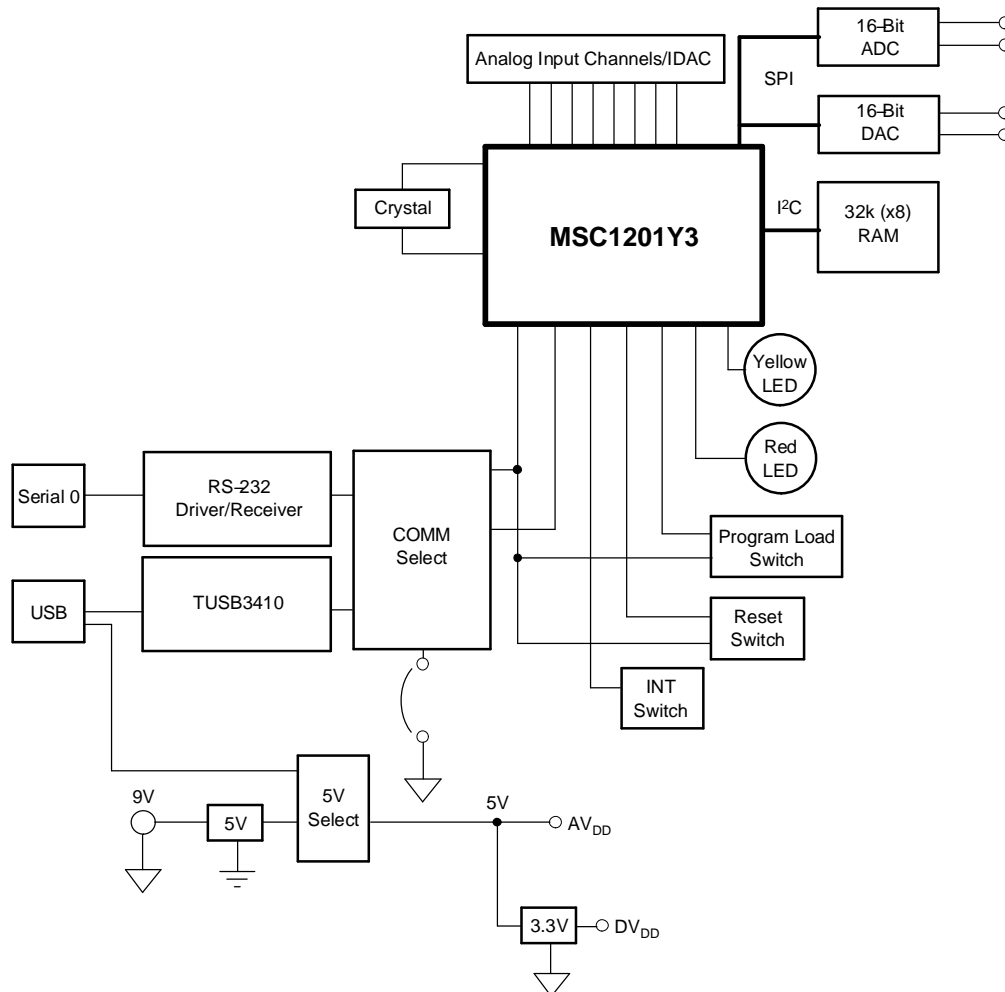 16–Bit
ADC
Analog Input Channels/IDAC
SPI
16–Bit
DAC
Crystal
MSC1201Y3
I²C
32k (x8)
RAM
Yellow
LED
Red
LED
Serial 0
RS–232
Driver/Receiver
COMM
Select
Program Load
Switch
USB
TUSB3410
Reset
Switch
INT
Switch
9V
5V
5V
Select
5V
AVDD
3.3V
DVDD